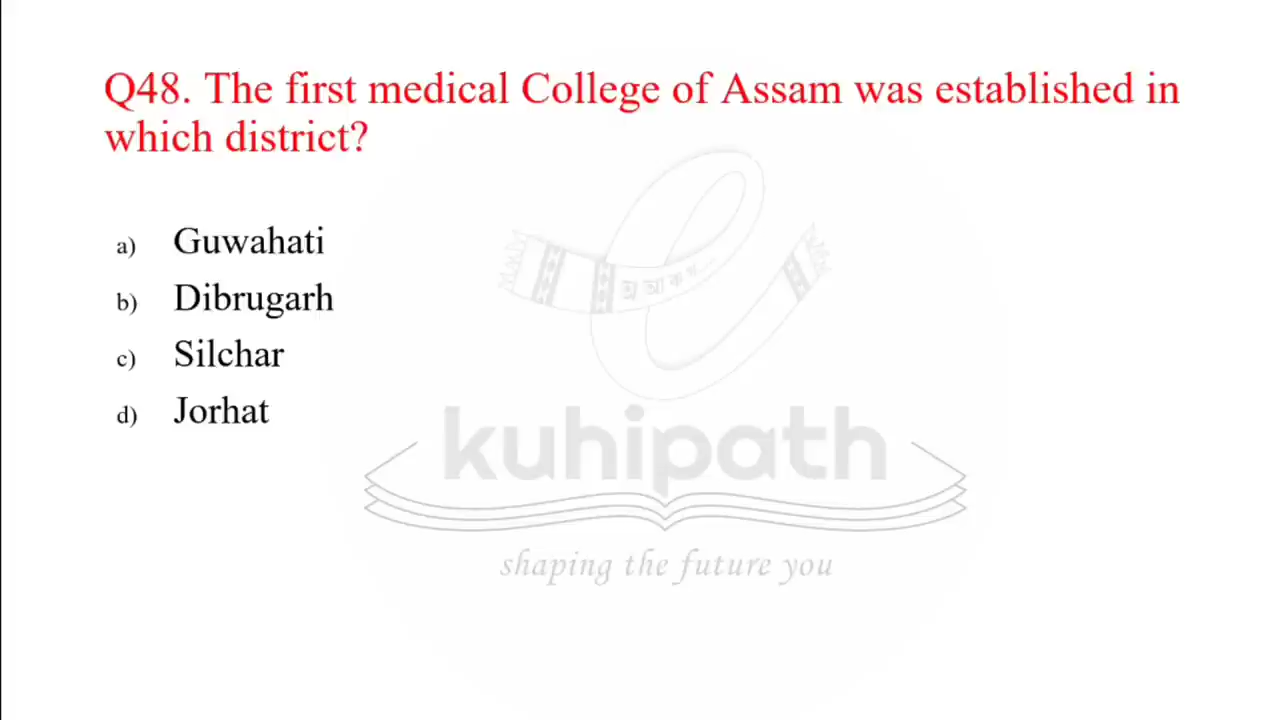 Q48. The first medical College of Assam was established in
which district?
a) Guwahati
b) Dibrugarh
c) Silchar
d) Jorhat
অ আ ক খ...
kuhipath
shaping the future you